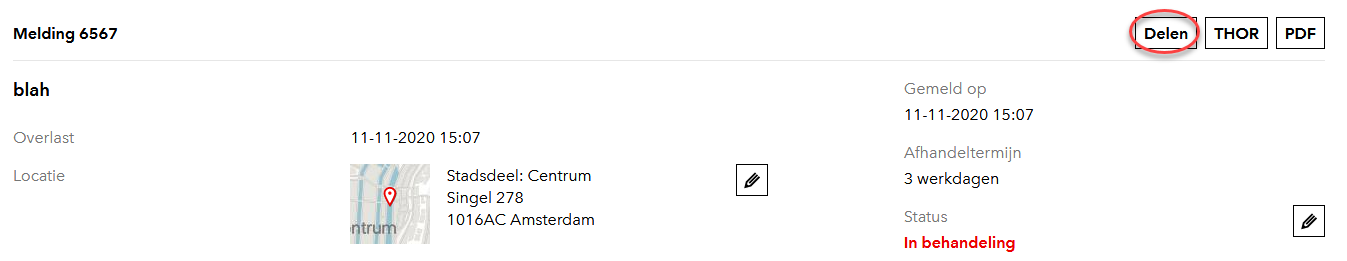 Melding 6567
Delen THOR PDF
blah
Overlast 11-11-2020 15:07
Locatie
Stadsdeel: Centrum
Singel 278
1016AC Amsterdam
ntrum
Gemeld op
11-11-2020 15:07
Afhandeltermijn
3 werkdagen
Status
In behandeling